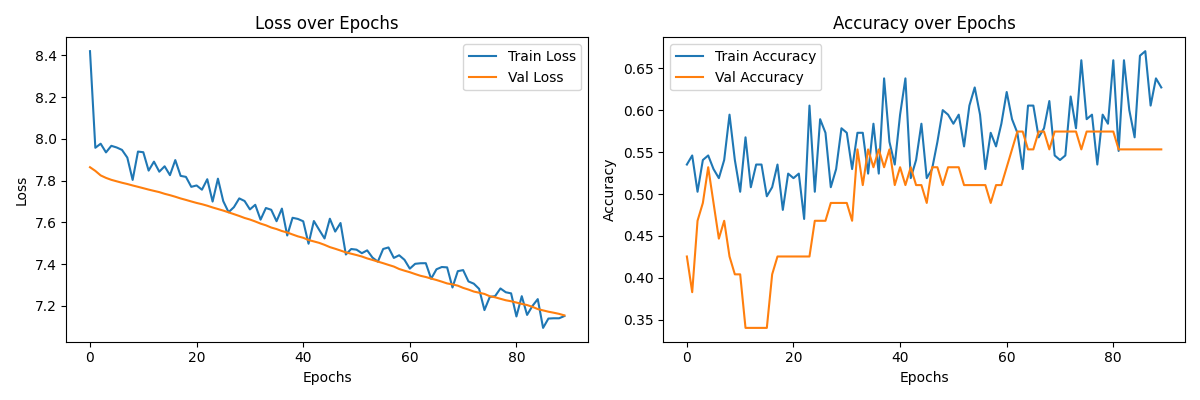 Loss over Epochs
8.4
8.2
8.0
7.8
7.6
7.4
7.2
Loss
0
20
40
60
80
Epochs
Train Loss
Val Loss
Accuracy over Epochs
0.65
0.60
0.55
0.50
0.45
0.40
0.35
Accuracy
0
20
40
60
80
Epochs
Train Accuracy
Val Accuracy